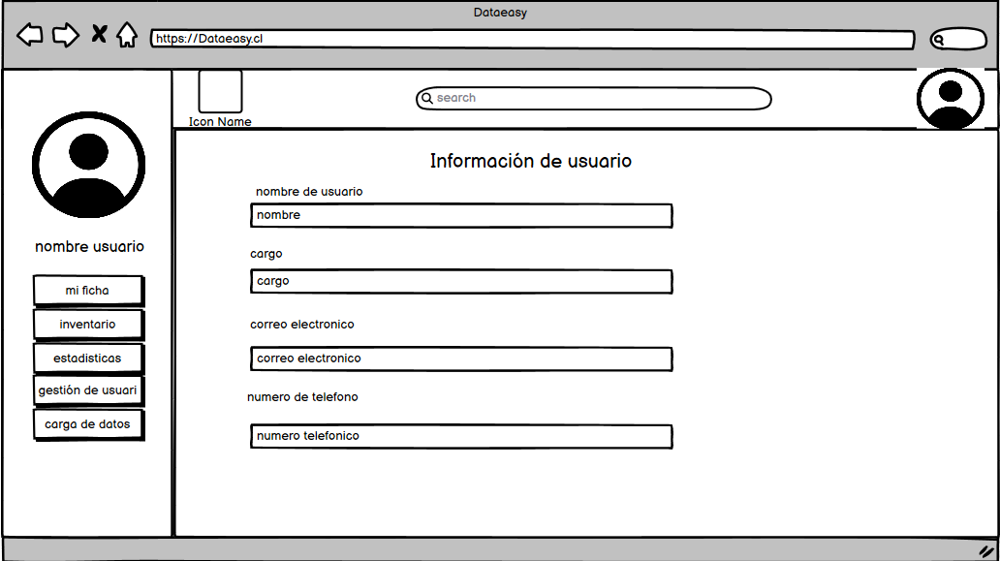 Dataeasy
https://Dataeasy.cl
search
Icon Name
nombre usuario
mi ficha
inventario
estadisticas
gestión de usuari
carga de datos
Información de usuario
nombre de usuario
nombre
cargo
cargo
correo electronico
correo electronico
numero de telefono
numero telefonico